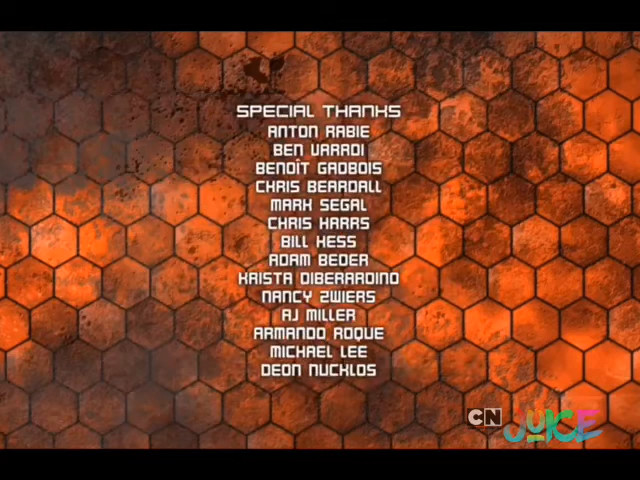 SPECIAL THANKS
ANTON RABIE
BEN VARADI
BENOÎT GADBOIS
CHRIS BEARDALL
MARK SEGAL
CHRIS HARRS
BILL HESS
ADAM BEDER
KRISTA DIBERARDINO
NANCY ZWIERS
AJ MILLER
ARMANDO ROQUE
MICHAEL LEE
DEON NUCKLOS
CN JUICE